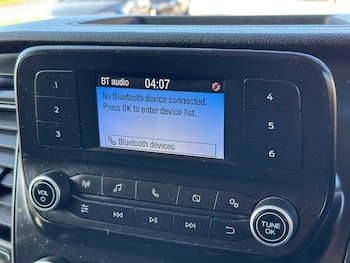 BT audio 04:07
No Bluetooth device connected.
Press OK to enter device list.
Bluetooth devices
1
2
3
4
5
6
VOL
TUNE
OK